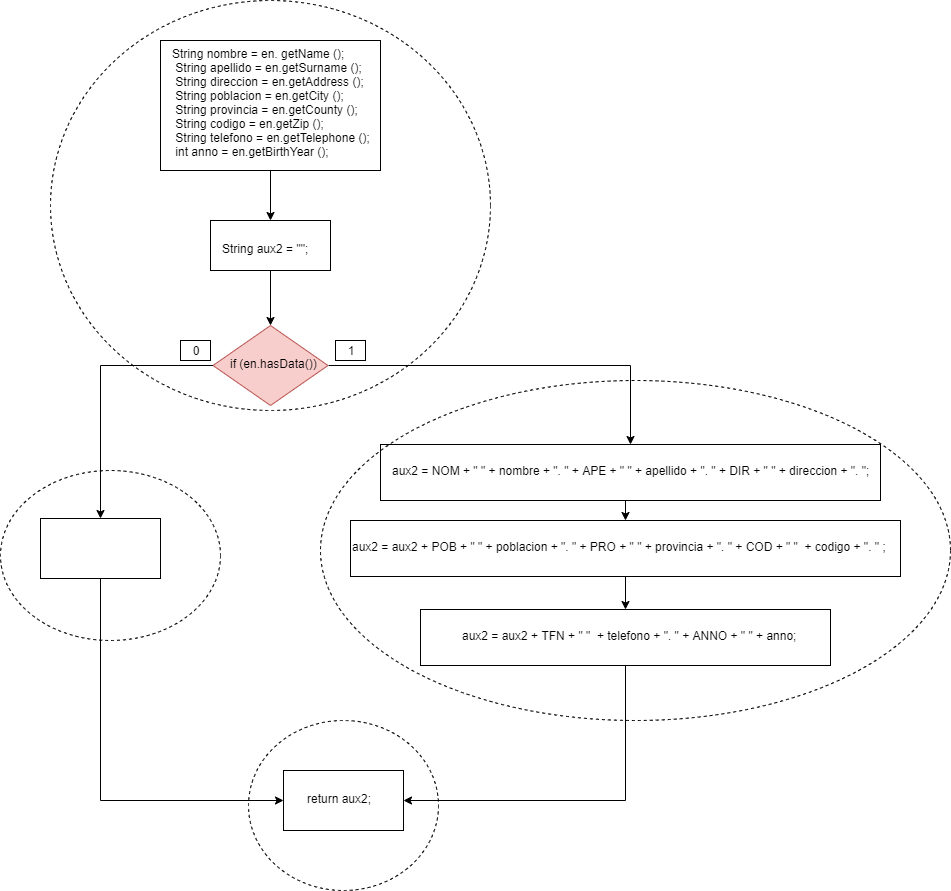 String nombre = en. getName ();
String apellido = en.getSurname ();
String direccion = en.getAddress ();
String poblacion = en.getCity ();
String provincia = en.getCounty ();
String codigo = en.getZip ();
String telefono = en.getTelephone ();
int anno = en.getBirthYear ();
String aux2 = "";
0
1
if (en.hasData())
aux2 = NOM + " " + nombre + ". " + APE + " " + apellido + ". " + DIR + " " + direccion + ". ";
aux2 = aux2 + POB + " " + poblacion + ". " + PRO + " " + provincia + ". " + COD + " " + codigo + ". " ;
aux2 = aux2 + TFN + " " + telefono + ". " + ANNO + " " + anno;
return aux2;